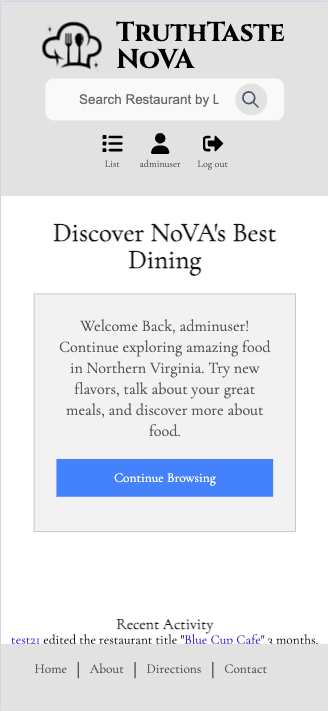 TruthTaste
NoVA
Search Restaurant by L
List adminuser Log out
Discover NoVA's Best
Dining
Welcome Back, adminuser!
Continue exploring amazing food
in Northern Virginia. Try new
flavors, talk about your great
meals, and discover more about
food.
Continue Browsing
Recent Activity
test21 edited the restaurant title "Blue Cup Cafe" 3 months,
Home | About | Directions | Contact